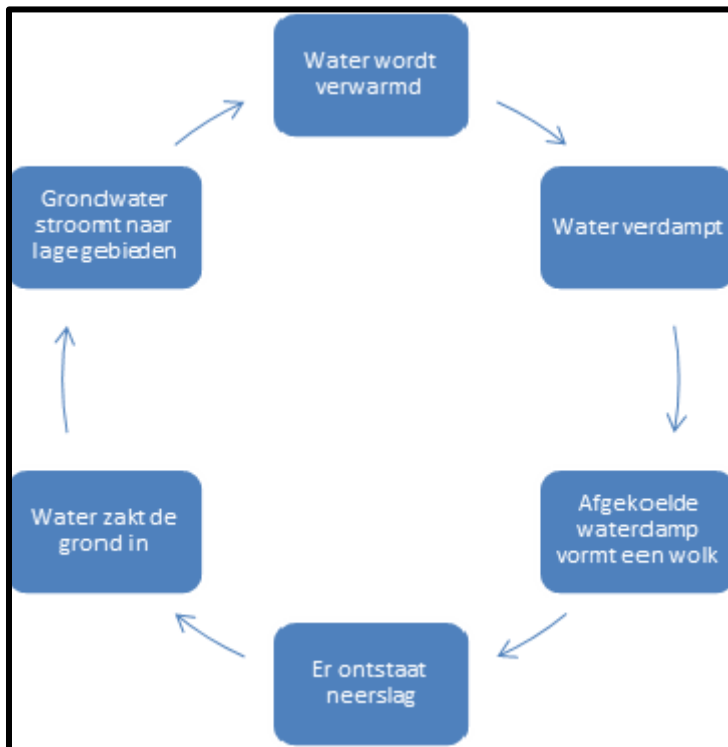 Water wordt
verwarmd
Water verdampt
Afgekoelde
waterdamp
vormt een wolk
Er ontstaat
neerslag
Water zakt de
grond in
Grondwater
stroomt naar
lage gebieden